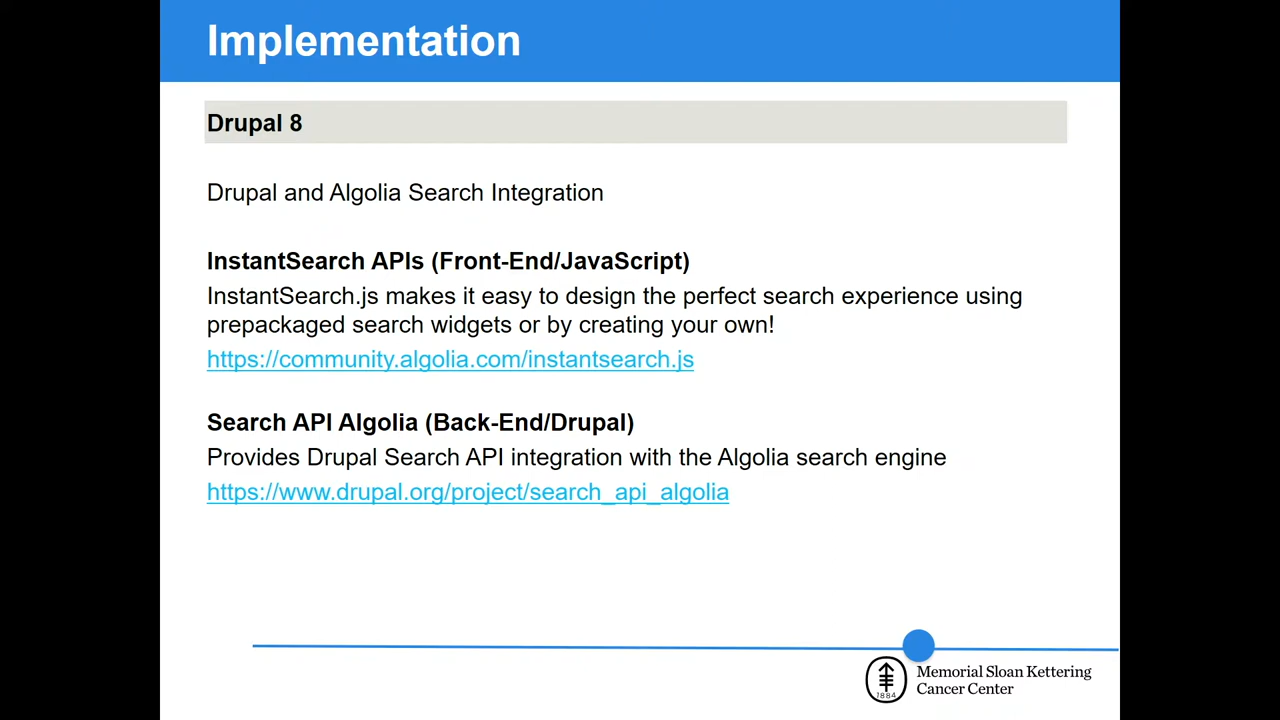 Implementation
Drupal 8
Drupal and Algolia Search Integration
InstantSearch APIs (Front-End/JavaScript)
InstantSearch.js makes it easy to design the perfect search experience using
prepackaged search widgets or by creating your own!
https://community.algolia.com/instantsearch.js
Search API Algolia (Back-End/Drupal)
Provides Drupal Search API integration with the Algolia search engine
https://www.drupal.org/project/search_api_algolia
1884
Memorial Sloan Kettering
Cancer Center